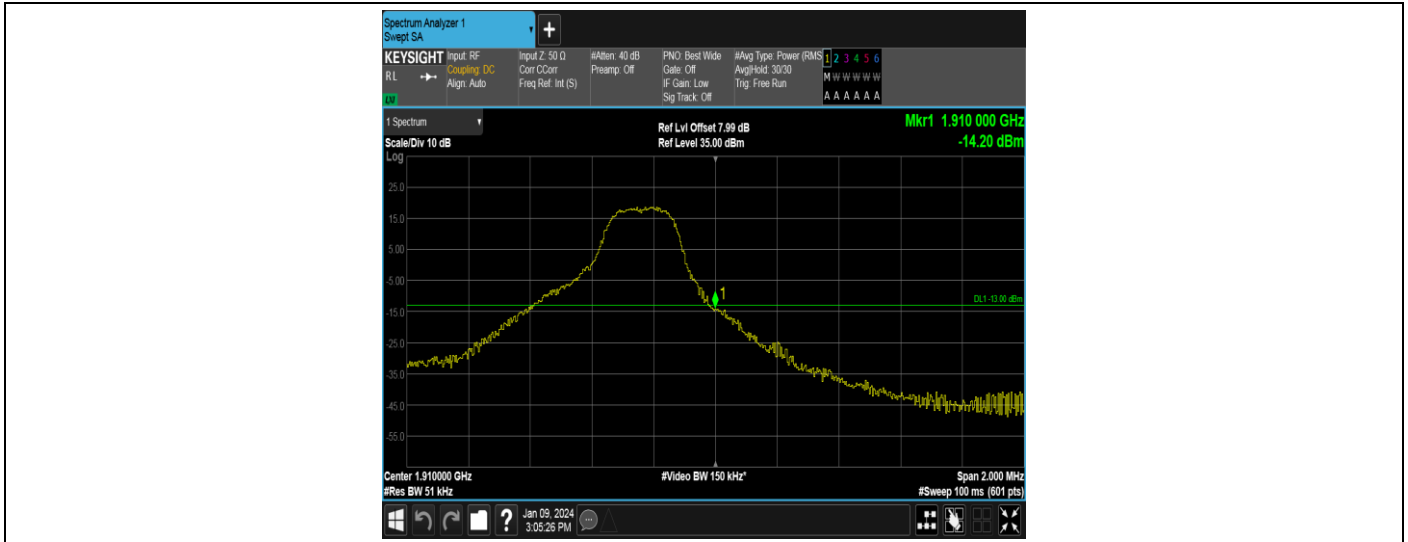 Spectrum Analyzer 1
Swept SA
+
KEYSIGHT
RL
LXI
Input: RF
Coupling: DC
Align: Auto
Input Z: 50 Ω
Corr CCorr
Freq Ref: Int (S)
#Atten: 40 dB
Preamp: Off
PNO: Best Wide
Gate: Off
IF Gain: Low
Sig Track: Off
#Avg Type: Power (RMS
Avg|Hold: 30/30
Trig: Free Run
1 2 3 4 5 6
M W W W W W
A A A A A A
1 Spectrum
Scale/Div 10 dB
Ref Lvl Offset 7.99 dB
Ref Level 35.00 dBm
Mkr1 1.910 000 GHz
-14.20 dBm
Log
25.0
15.0
5.00
-5.00
-15.0
-25.0
-35.0
-45.0
-55.0
1
DL1 -13.00 dBm
Center 1.910000 GHz
#Res BW 51 kHz
#Video BW 150 kHz*
Span 2.000 MHz
#Sweep 100 ms (601 pts)
?
Jan 09, 2024
3:05:26 PM